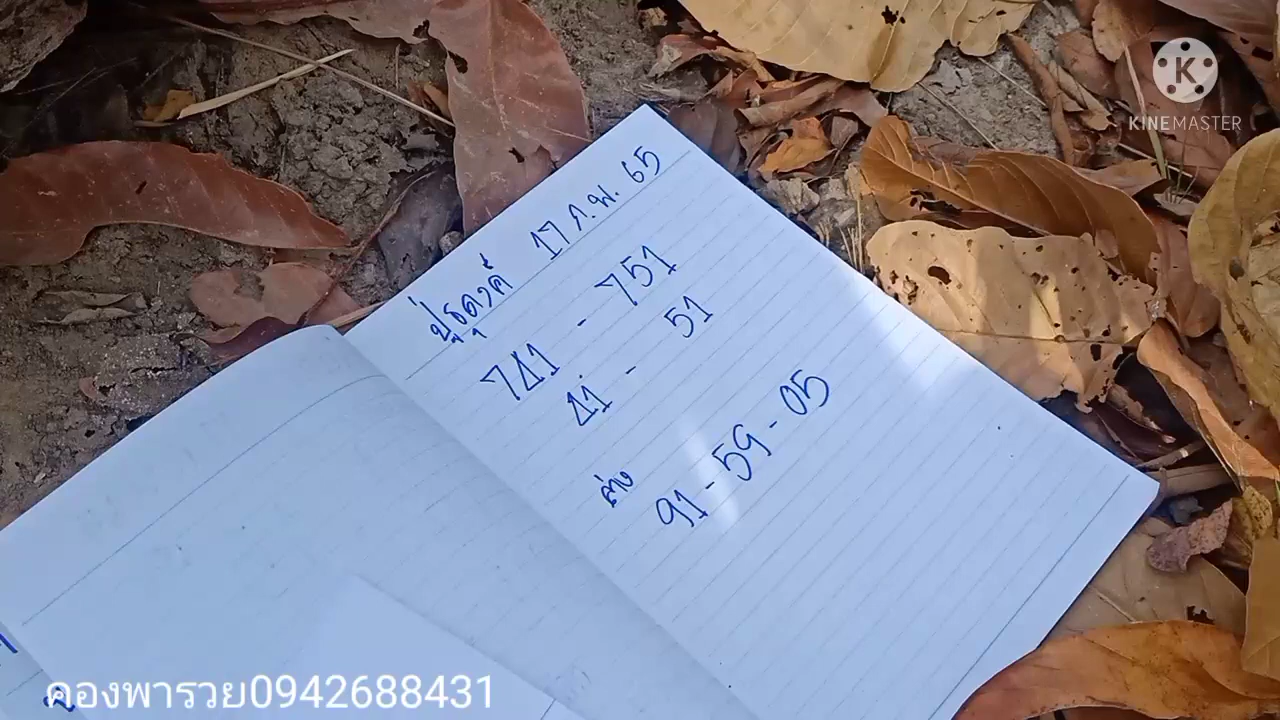 KINEMASTER
ปู่ธุดงค์ 17 ก.พ. 65
741 - 751
41 - 51
ล่าง
91 - 59 - 05
คองพารวย0942688431